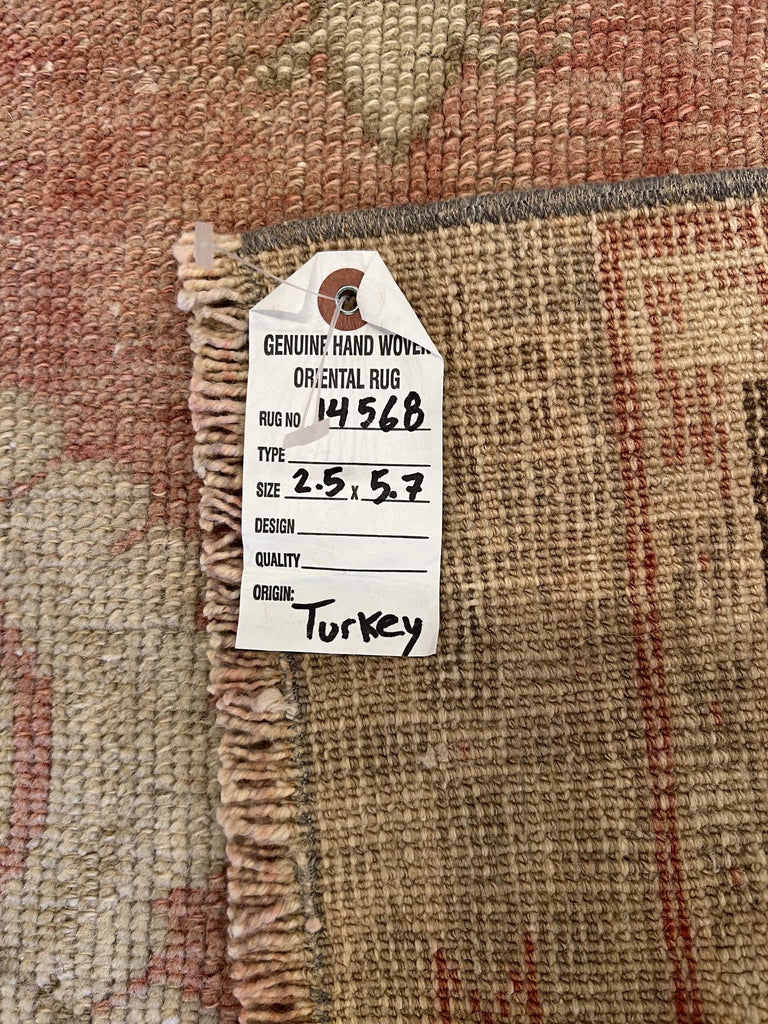 GENUINE HAND WOVEN
ORIENTAL RUG
RUG NO 14568
TYPE
SIZE 2.5 x 5.7
DESIGN
QUALITY
ORIGIN:
Turkey